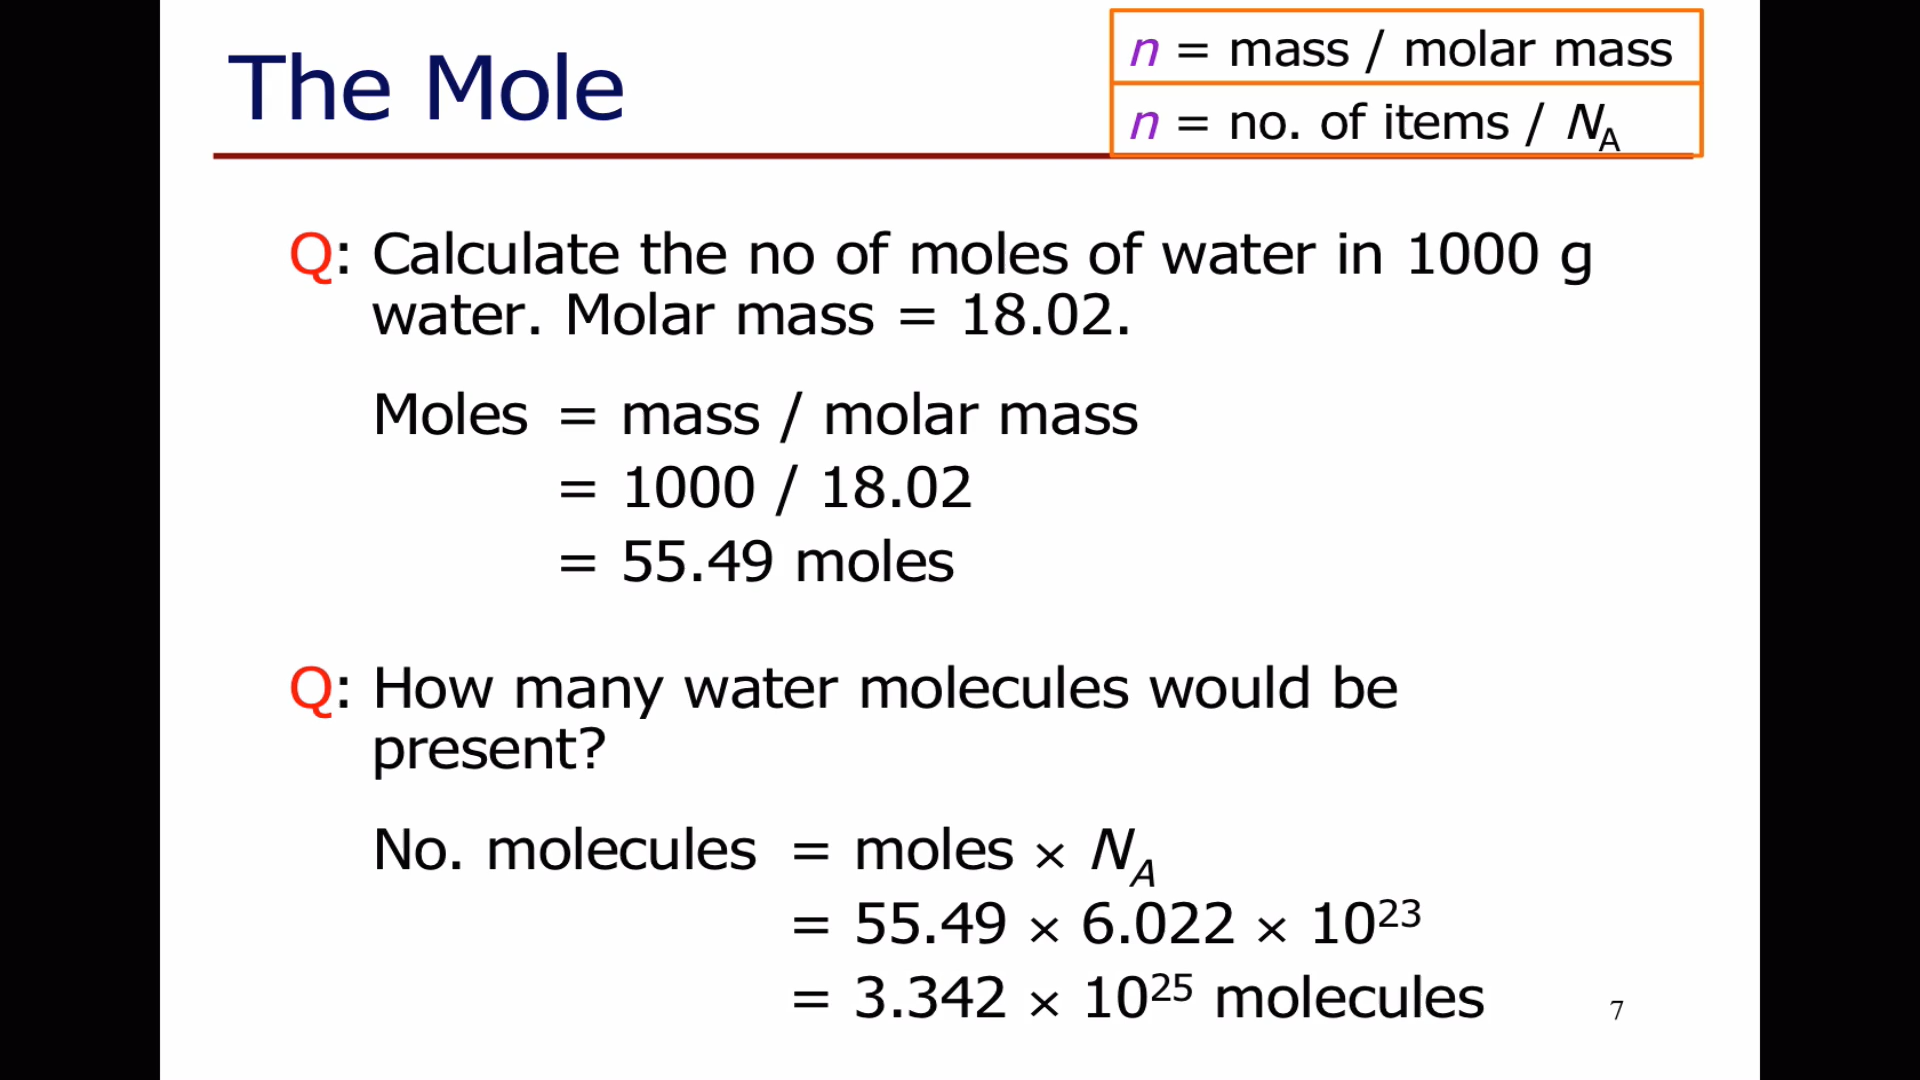 The Mole
n = mass / molar mass
n = no. of items / N_A
Q: Calculate the no of moles of water in 1000 g
water. Molar mass = 18.02.
Moles = mass / molar mass
= 1000 / 18.02
= 55.49 moles
Q: How many water molecules would be
present?
No. molecules = moles × N_A
= 55.49 × 6.022 × 10²³
= 3.342 × 10²⁵ molecules
7